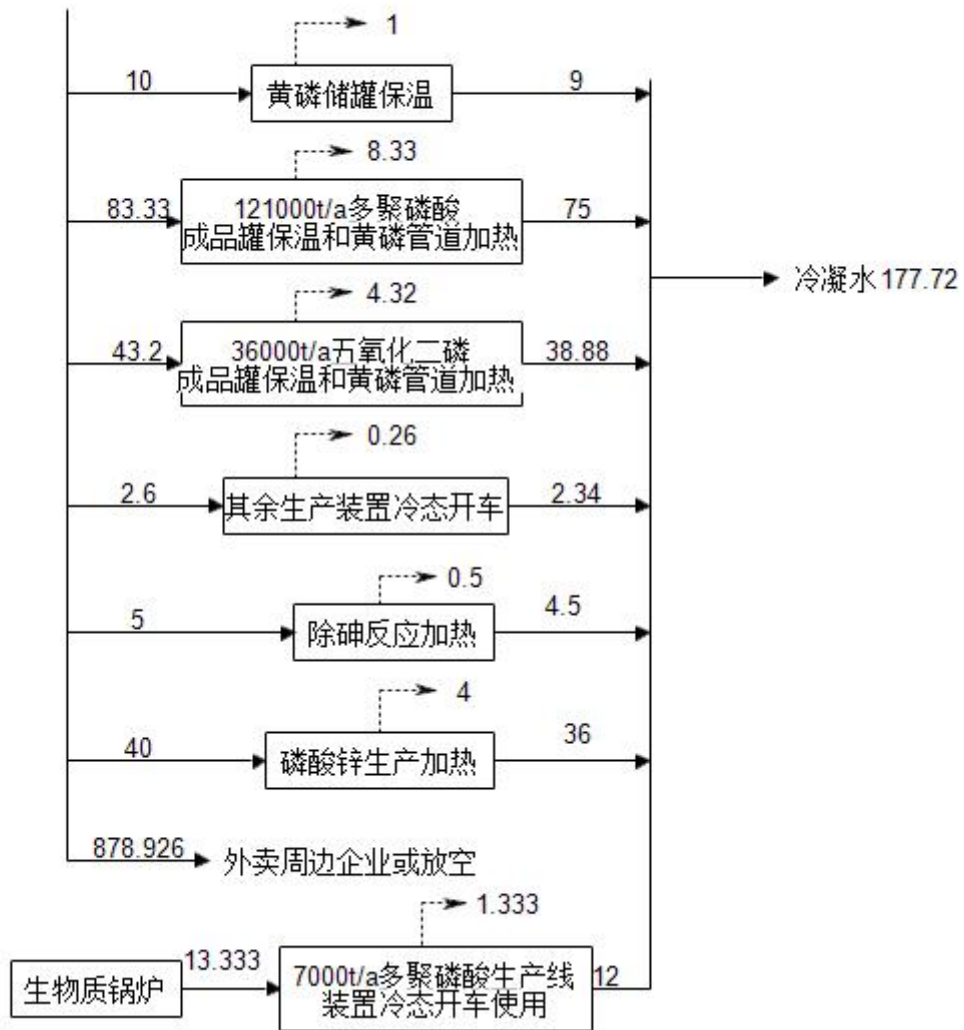 1
10
黄磷储罐保温
9
8.33
83.33
121000t/a多聚磷酸
成品罐保温和黄磷管道加热
75
冷凝水177.72
4.32
43.2
36000t/a五氧化二磷
成品罐保温和黄磷管道加热
38.88
0.26
2.6
其余生产装置冷态开车
2.34
0.5
5
除砷反应加热
4.5
4
40
磷酸锌生产加热
36
878.926
外卖周边企业或放空
1.333
生物质锅炉
13.333
7000t/a多聚磷酸生产线
装置冷态开车使用
12